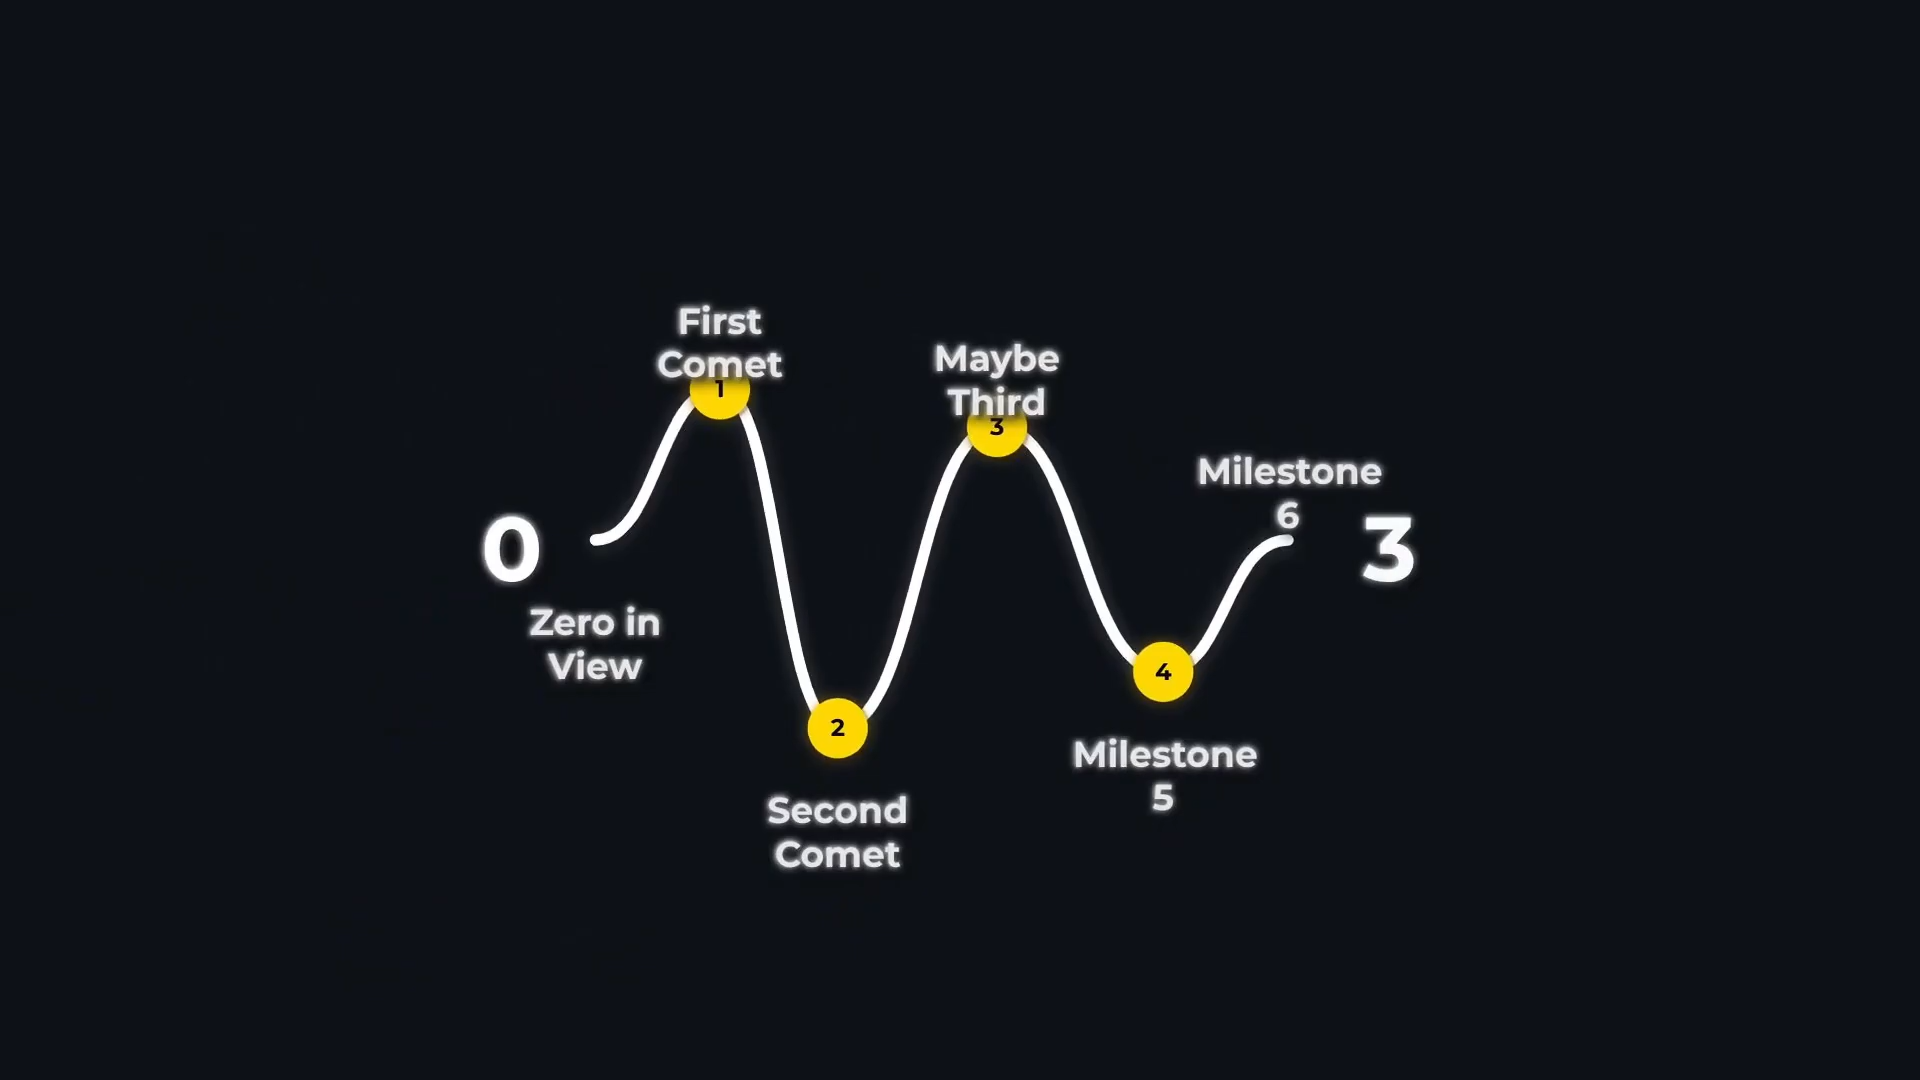 First
Comet
1
Maybe
Third
3
Milestone
6
0
3
Zero in
View
4
2
Milestone
5
Second
Comet